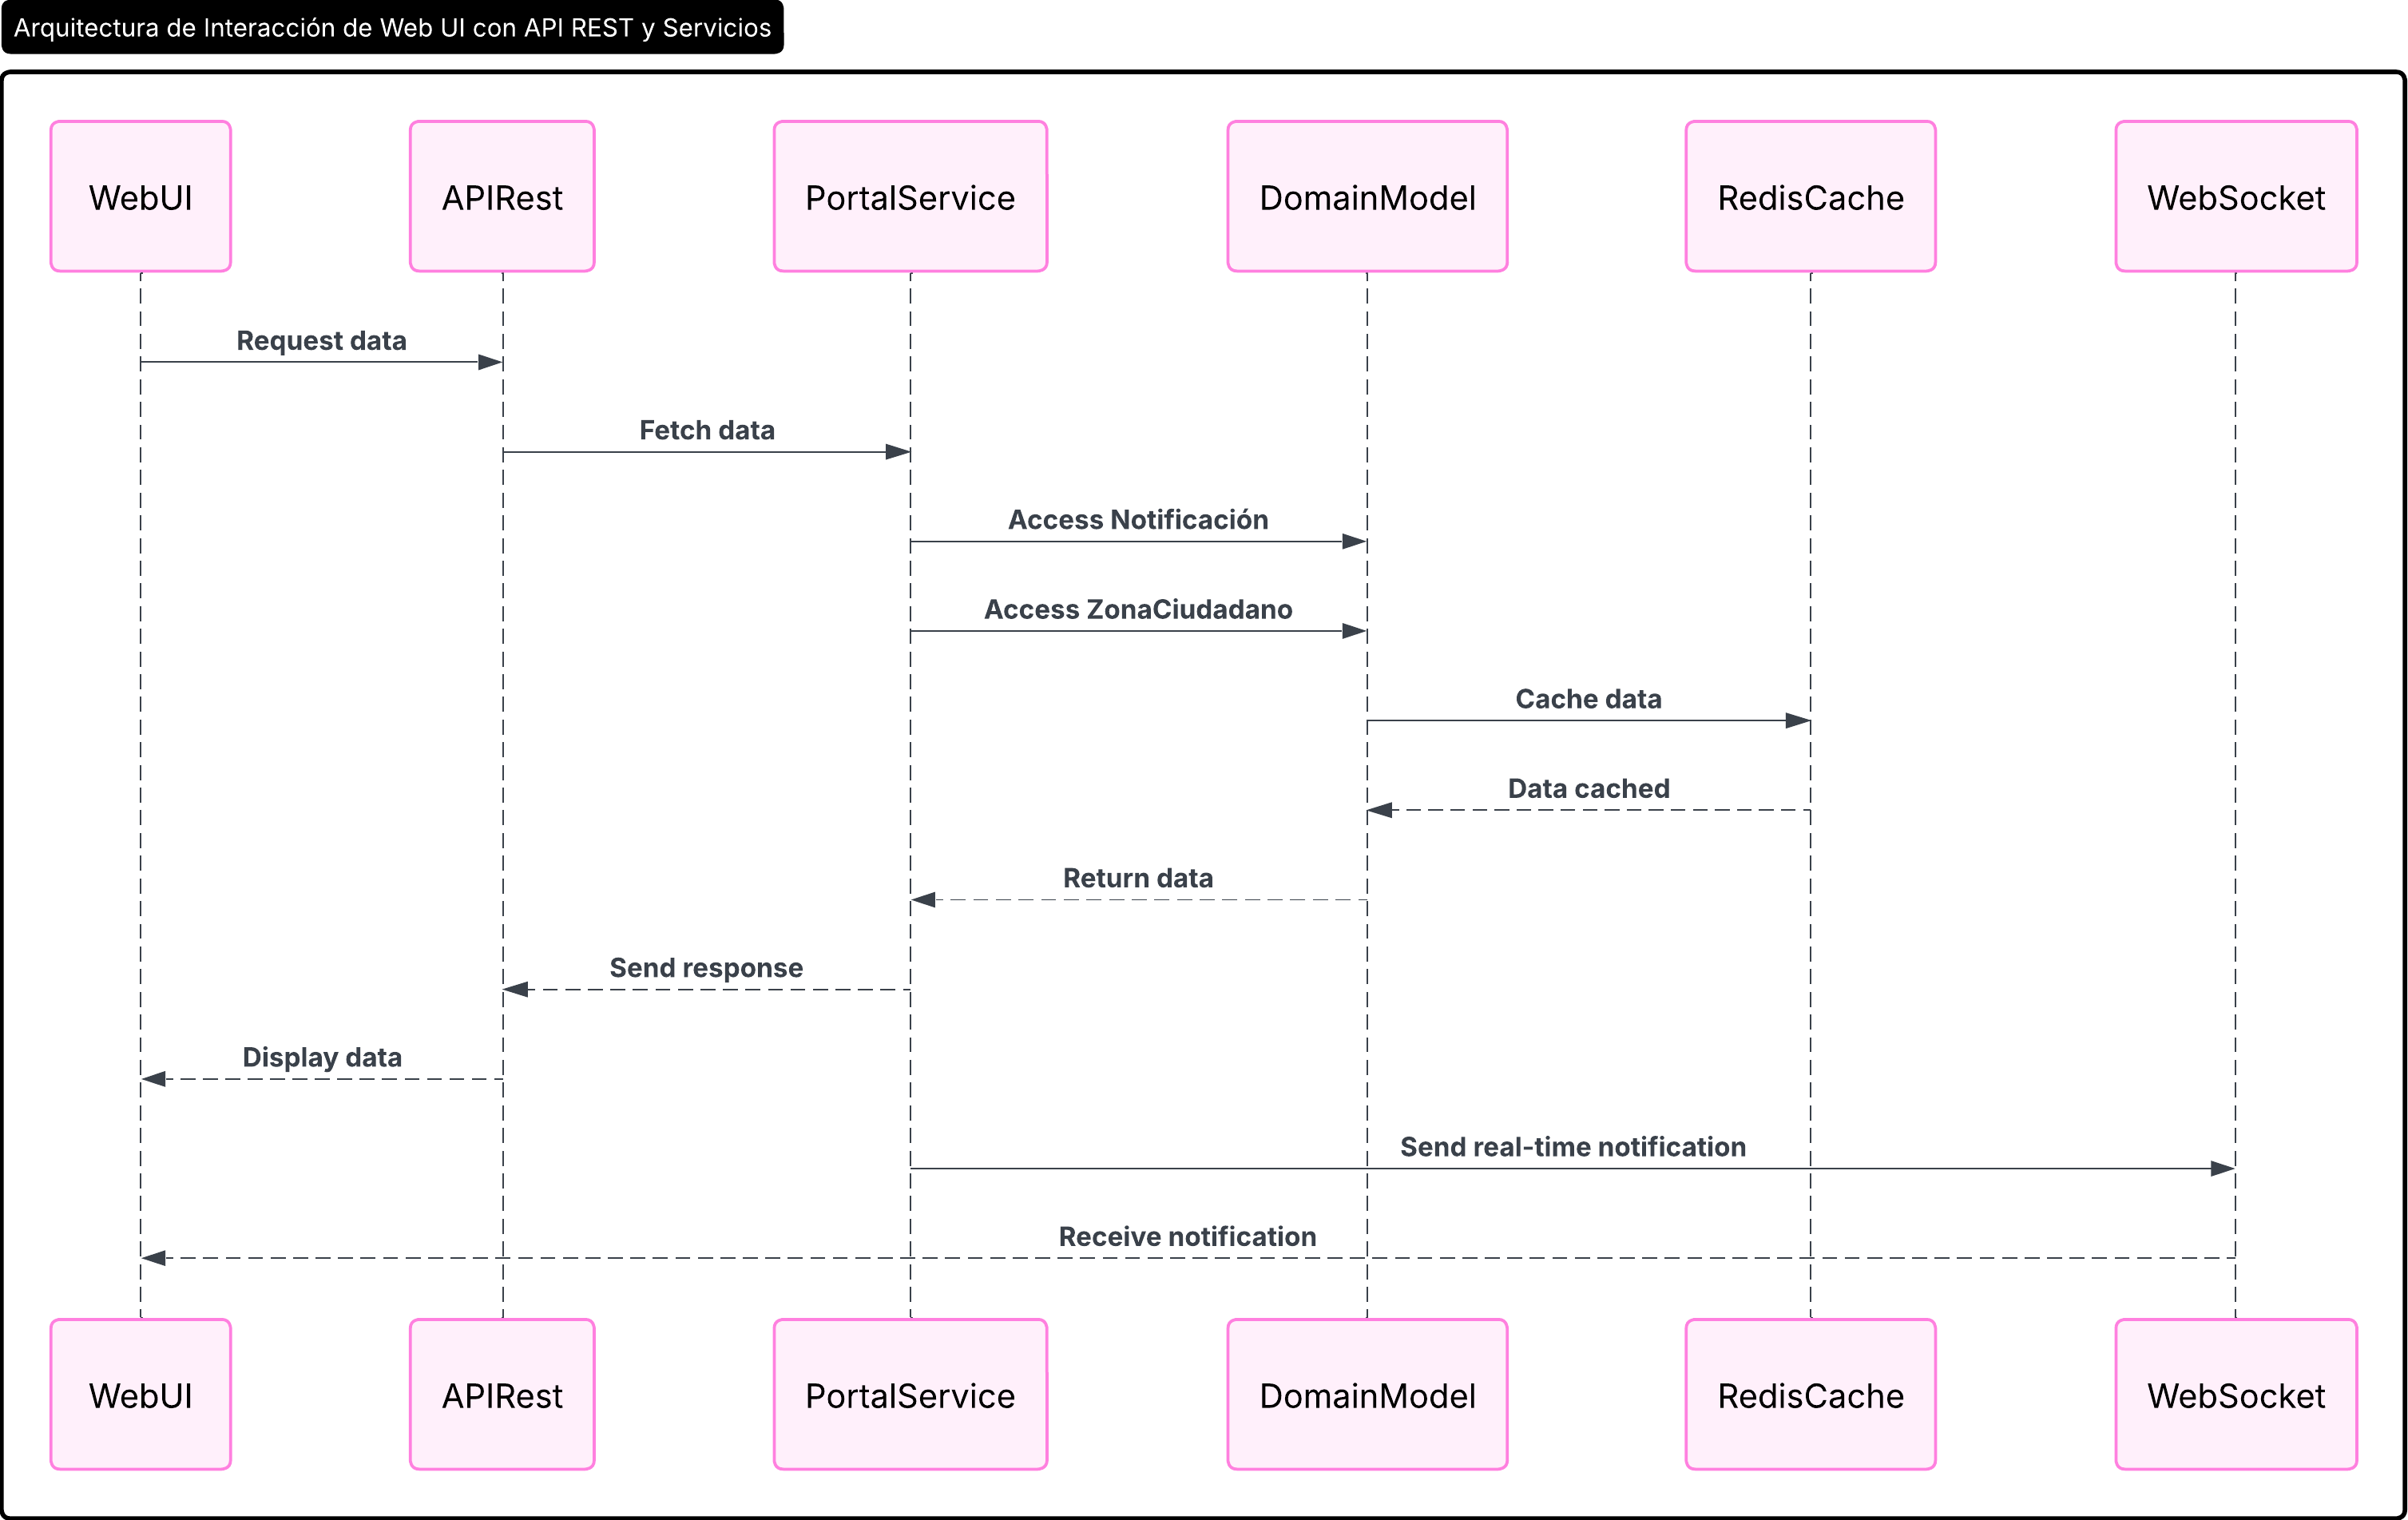 Arquitectura de Interacción de Web UI con API REST y Servicios
WebUI
APIRest
PortalService
DomainModel
RedisCache
WebSocket
Request data
Fetch data
Access Notificación
Access ZonaCiudadano
Cache data
Data cached
Return data
Send response
Display data
Send real-time notification
Receive notification
WebUI
APIRest
PortalService
DomainModel
RedisCache
WebSocket